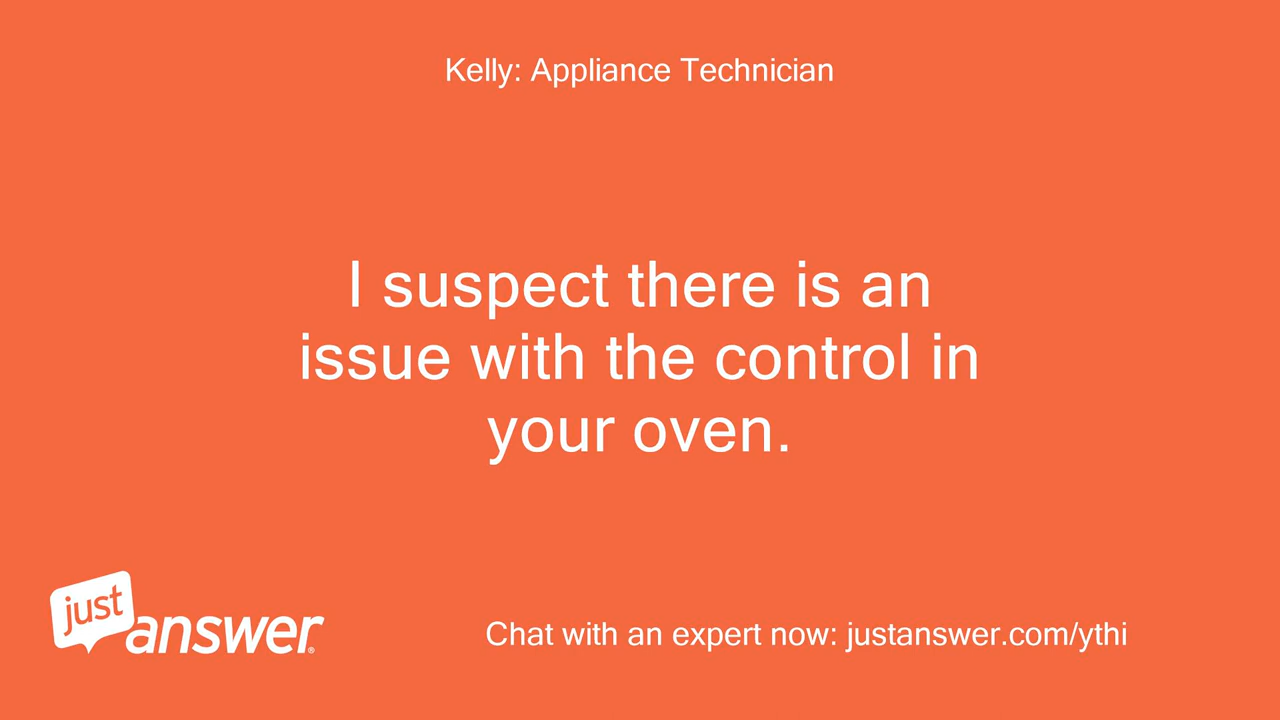 Kelly: Appliance Technician
I suspect there is an
issue with the control in
your oven.
just
answer®
Chat with an expert now: justanswer.com/ythi